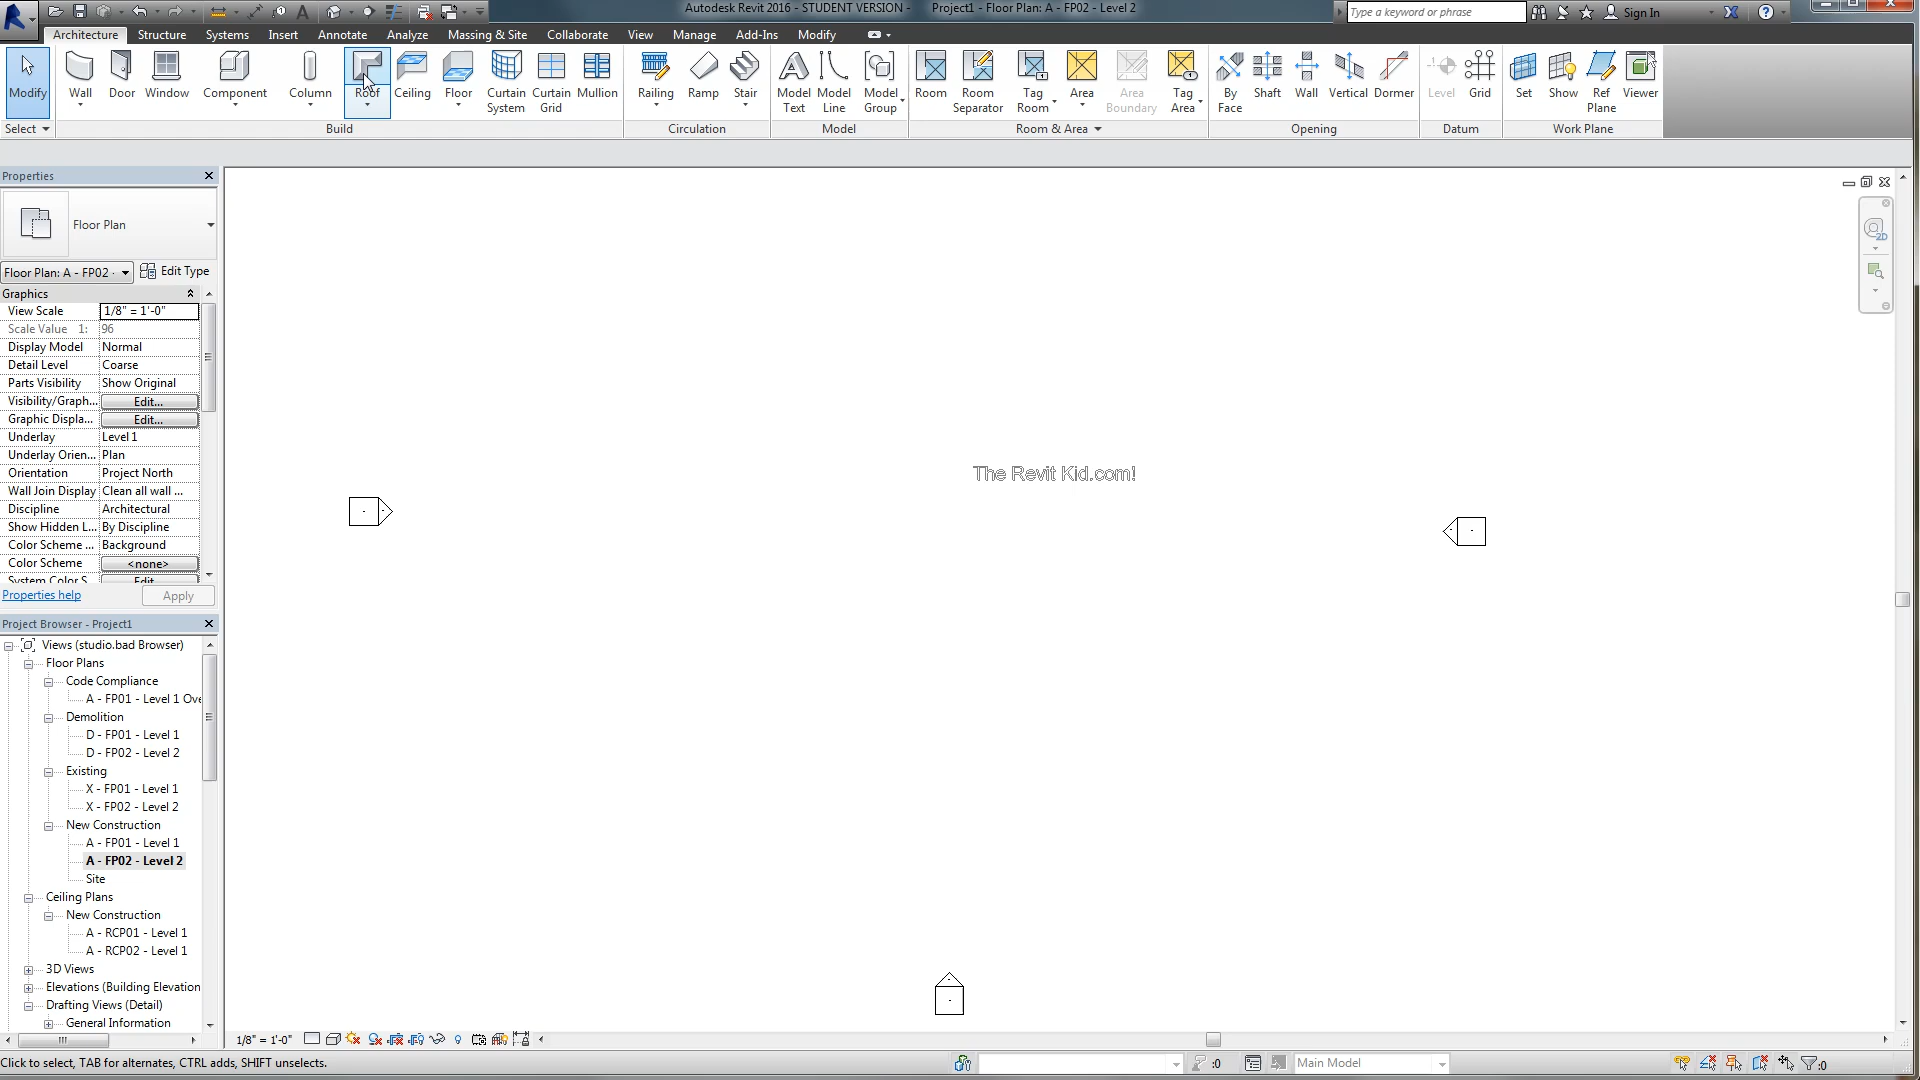 Autodesk Revit 2016 - STUDENT VERSION - Project1 - Floor Plan: A - FP02 - Level 2
Type a keyword or phrase
Sign In
Architecture Structure Systems Insert Annotate Analyze Massing & Site Collaborate View Manage Add-Ins Modify
Modify Wall Door Window Component Column Roof Ceiling Floor Curtain System Curtain Grid Mullion Railing Ramp Stair Model Text Model Line Model Group Room Room Separator Tag Room Area Area Boundary Tag Area By Face Shaft Wall Vertical Dormer Level Grid Set Show Ref Plane Viewer
Select Build Circulation Model Room & Area Opening Datum Work Plane
Properties
Floor Plan
Floor Plan: A - FP02 - Edit Type
Graphics
View Scale 1/8" = 1'-0"
Scale Value 1: 96
Display Model Normal
Detail Level Coarse
Parts Visibility Show Original
Visibility/Graph... Edit...
Graphic Displa... Edit...
Underlay Level 1
Underlay Orien... Plan
Orientation Project North
Wall Join Display Clean all wall ...
Discipline Architectural
Show Hidden L... By Discipline
Color Scheme ... Background
Color Scheme <none>
System Color S... Edit...
Properties help Apply
The Revit Kid.com!
2D
Project Browser - Project1
Views (studio.bad Browser)
Floor Plans
Code Compliance
A - FP01 - Level 1 Ove
Demolition
D - FP01 - Level 1
D - FP02 - Level 2
Existing
X - FP01 - Level 1
X - FP02 - Level 2
New Construction
A - FP01 - Level 1
A - FP02 - Level 2
Site
Ceiling Plans
New Construction
A - RCP01 - Level 1
A - RCP02 - Level 1
3D Views
Elevations (Building Elevation
Drafting Views (Detail)
General Information
1/8" = 1'-0"
Click to select, TAB for alternates, CTRL adds, SHIFT unselects.
:0
Main Model
:0